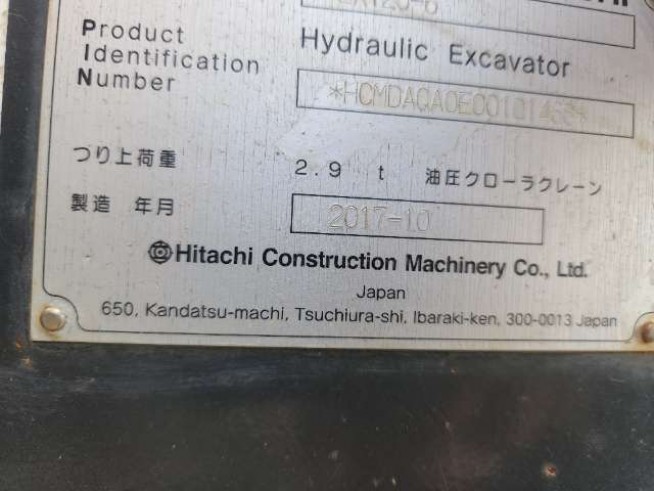 Product
Identification
Number
Hydraulic Excavator
つり上荷重 2.9 t 油圧クローラクレーン
製造 年月 2017-10
Hitachi Construction Machinery Co., Ltd.
Japan
650, Kandatsu-machi, Tsuchiura-shi, Ibaraki-ken, 300-0013 Japan